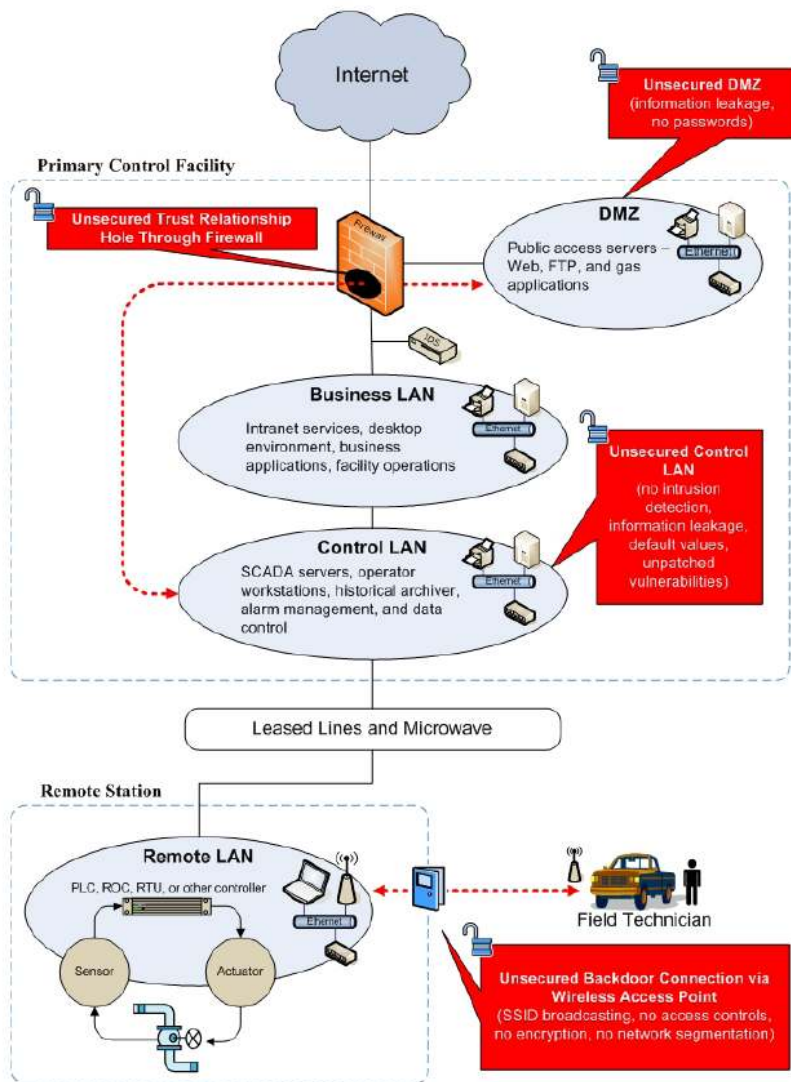 Internet
Unsecured DMZ
(information leakage,
no passwords)
Primary Control Facility
Unsecured Trust Relationship
Hole Through Firewall
Firewall
DMZ
Public access servers –
Web, FTP, and gas
applications
Ethernet
IDS
Business LAN
Intranet services, desktop
environment, business
applications, facility operations
Ethernet
Unsecured Control
LAN
(no intrusion
detection,
information leakage,
default values,
unpatched
vulnerabilities)
Control LAN
SCADA servers, operator
workstations, historical archiver,
alarm management, and data
control
Ethernet
Leased Lines and Microwave
Remote Station
Remote LAN
PLC, ROC, RTU, or other controller
Ethernet
Sensor
Actuator
Field Technician
Unsecured Backdoor Connection via
Wireless Access Point
(SSID broadcasting, no access controls,
no encryption, no network segmentation)